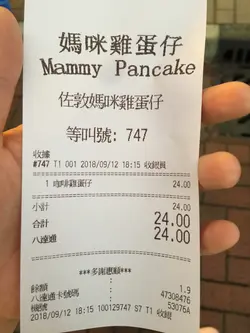 媽咪雞蛋仔
Mammy Pancake
佐敦媽咪雞蛋仔
等叫號: 747
收據
#747 T1 001 2018/09/12 18:15 收銀員
1 咖啡雞蛋仔 24.00
小計 24.00
合計 24.00
八達通 24.00
***多謝惠顧***
餘額 1.9
八達通卡號碼 47308476
機號 53076A
2018/09/12 18:15 100129747 S7 T1 收銀